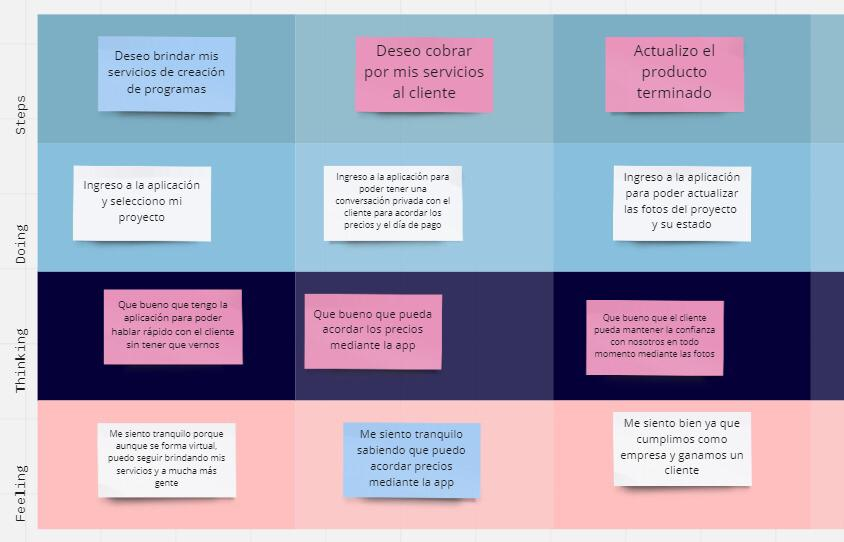 Steps
Deseo brindar mis
servicios de creación
de programas
Deseo cobrar
por mis servicios
al cliente
Actualizo el
producto
terminado
Doing
Ingreso a la aplicación
y selecciono mi
proyecto
Ingreso a la aplicación para
poder tener una
conversación privada con el
cliente para acordar los
precios y el día de pago
Ingreso a la aplicación
para poder actualizar
las fotos del proyecto
y su estado
Thinking
Que bueno que tengo la
aplicación para poder
hablar rápido con el cliente
sin tener que vernos
Que bueno que pueda
acordar los precios
mediante la app
Que bueno que el cliente
pueda mantener la confianza
con nosotros en todo
momento mediante las fotos
Feeling
Me siento tranquilo porque
aunque se forma virtual,
puedo seguir brindando mis
servicios y a mucha más
gente
Me siento tranquilo
sabiendo que puedo
acordar precios
mediante la app
Me siento bien ya que
cumplimos como
empresa y ganamos un
cliente